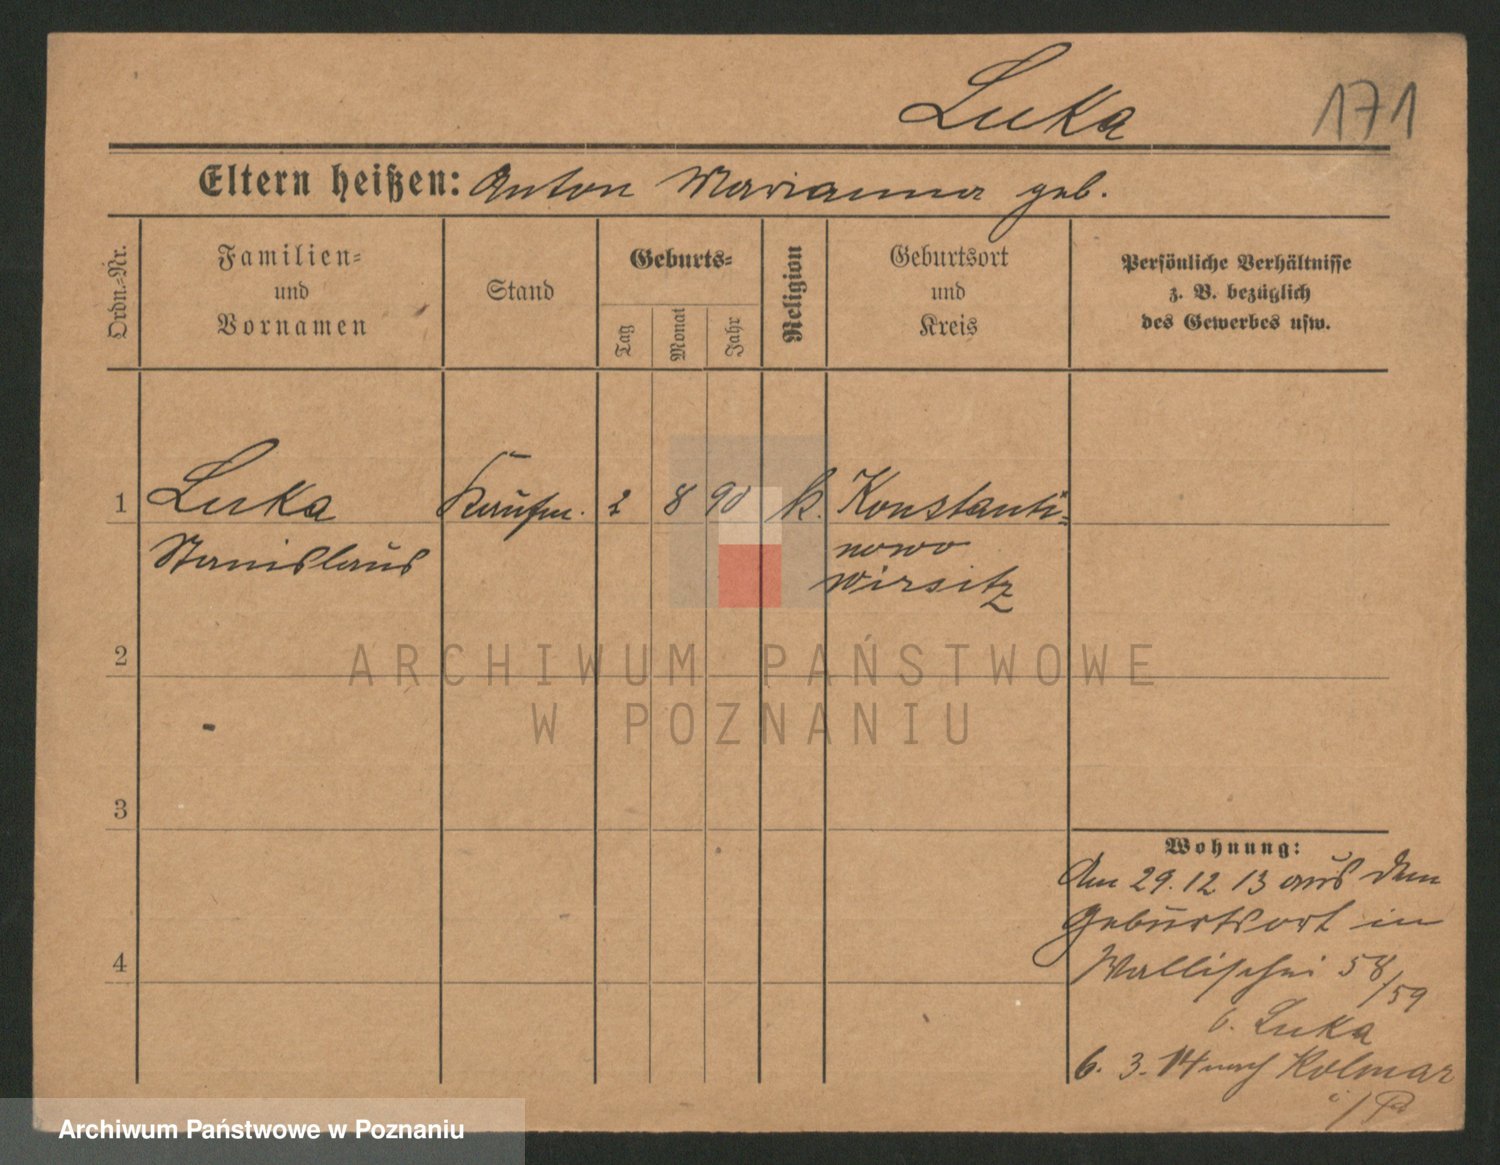 Luka
171
Eltern heißen: Anton Marianna geb.
Ordn.-Nr.
Familien-
und
Vornamen
Stand
Geburts-
Tag
Monat
Jahr
Religion
Geburtsort
und
Kreis
Persönliche Verhältnisse
z. B. bezüglich
des Gewerbes usw.
1
Luka
Stanislaus
Kaufm.
2
8
90
k.
Konstanti-
nowo
Wirsitz
2
ARCHIWUM PAŃSTWOWE
W POZNANIU
3
4
Wohnung:
Am 29.12 13 aus dem
Geburtsort in
Wallischei 58/59
b. Luka
6. 3. 14 nach Kolmar
i/P
Archiwum Państwowe w Poznaniu